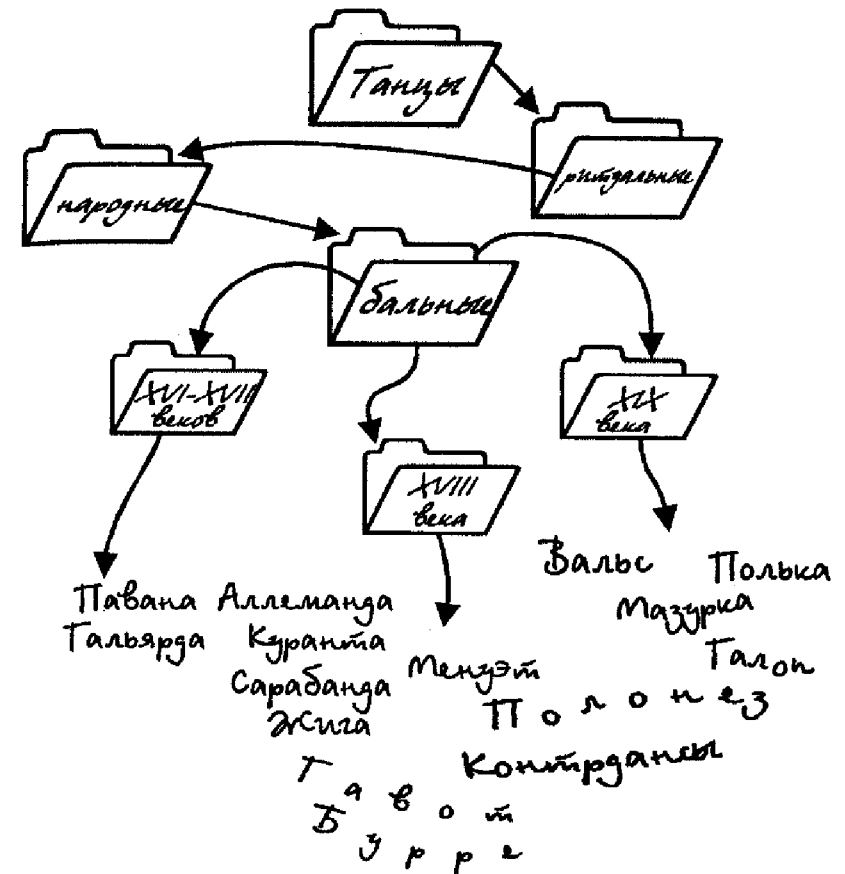 Танцы
ритуальные
народные
бальные
XVI-XVII
веков
XIX
века
XVIII
века
Павана
Гальярда
Аллеманда
Куранта
Сарабанда
Жига
Гавот
Бурре
Менуэт
Вальс
Полька
Мазурка
Галоп
Полонез
Контрдансы